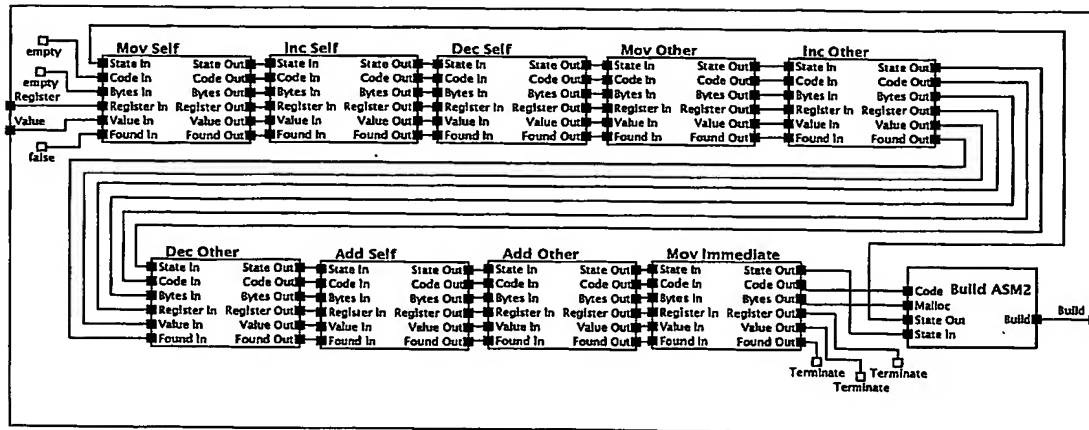 Mov Self Inc Self Dec Self Mov Other Inc Other
empty
State In State Out State In State Out State In State Out State In State Out State In State Out
Code In Code Out Code In Code Out Code In Code Out Code In Code Out Code In Code Out
empty
Bytes In Bytes Out Bytes In Bytes Out Bytes In Bytes Out Bytes In Bytes Out Bytes In Bytes Out
Register
Register In Register Out Register In Register Out Register In Register Out Register In Register Out Register In Register Out
Value
Value In Value Out Value In Value Out Value In Value Out Value In Value Out Value In Value Out
Found In Found Out Found In Found Out Found In Found Out Found In Found Out Found In Found Out
false
Dec Other Add Self Add Other Mov Immediate
State In State Out State In State Out State In State Out State In State Out
Code In Code Out Code In Code Out Code In Code Out Code In Code Out
Bytes In Bytes Out Bytes In Bytes Out Bytes In Bytes Out Bytes In Bytes Out
Register In Register Out Register In Register Out Register In Register Out Register In Register Out
Value In Value Out Value In Value Out Value In Value Out Value In Value Out
Found In Found Out Found In Found Out Found In Found Out Found In Found Out
Code Build ASM2
Malloc
State Out Build Build
State In
Terminate Terminate
Terminate